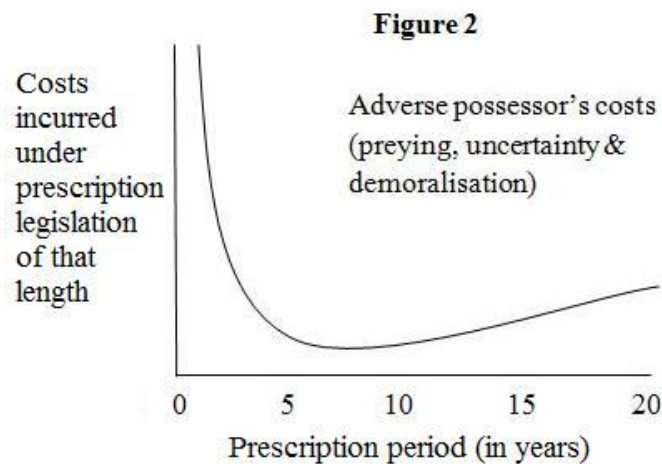 Figure 2
Costs
incurred
under
prescription
legislation
of that
length
Adverse possessor's costs
(preying, uncertainty &
demoralisation)
0 5 10 15 20
Prescription period (in years)